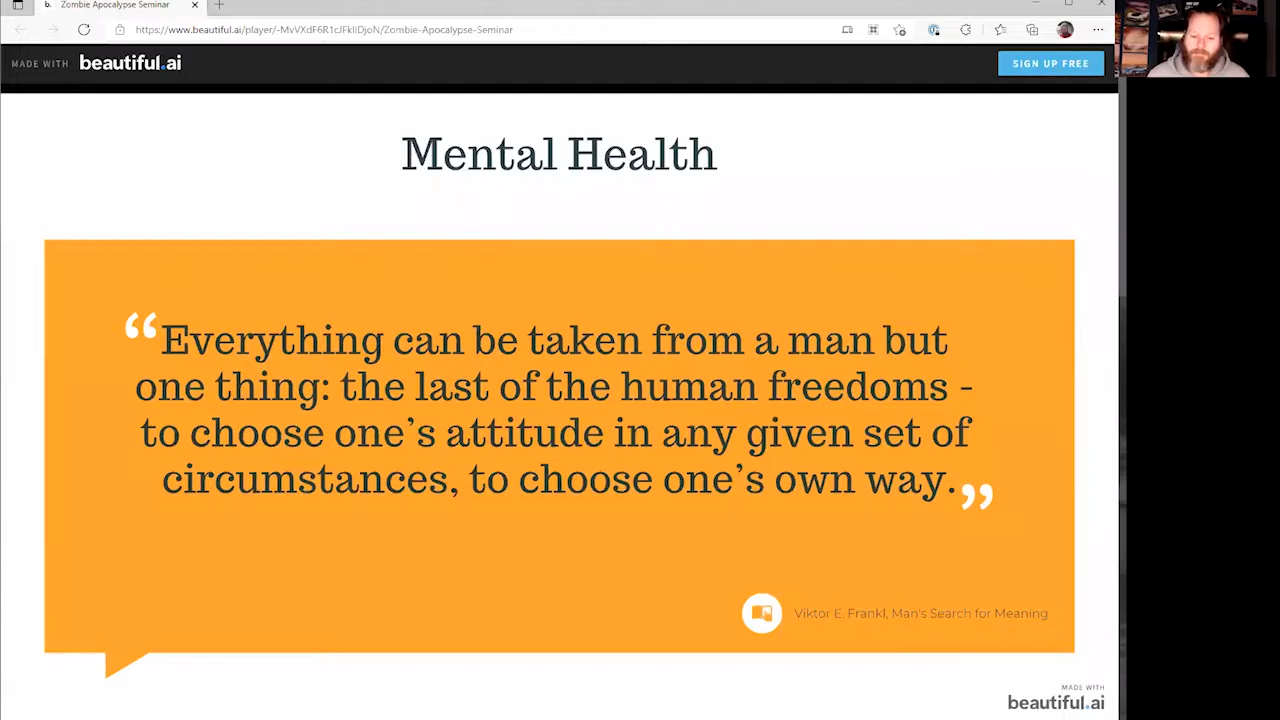 Zombie Apocalypse Seminar
https://www.beautiful.ai/player/-MvVXdF6R1cJFkliDjoN/Zombie-Apocalypse-Seminar
MADE WITH beautiful.ai
SIGN UP FREE
Mental Health
“Everything can be taken from a man but
one thing: the last of the human freedoms -
to choose one’s attitude in any given set of
circumstances, to choose one’s own way.”
Viktor E. Frankl, Man's Search for Meaning
MADE WITH
beautiful.ai